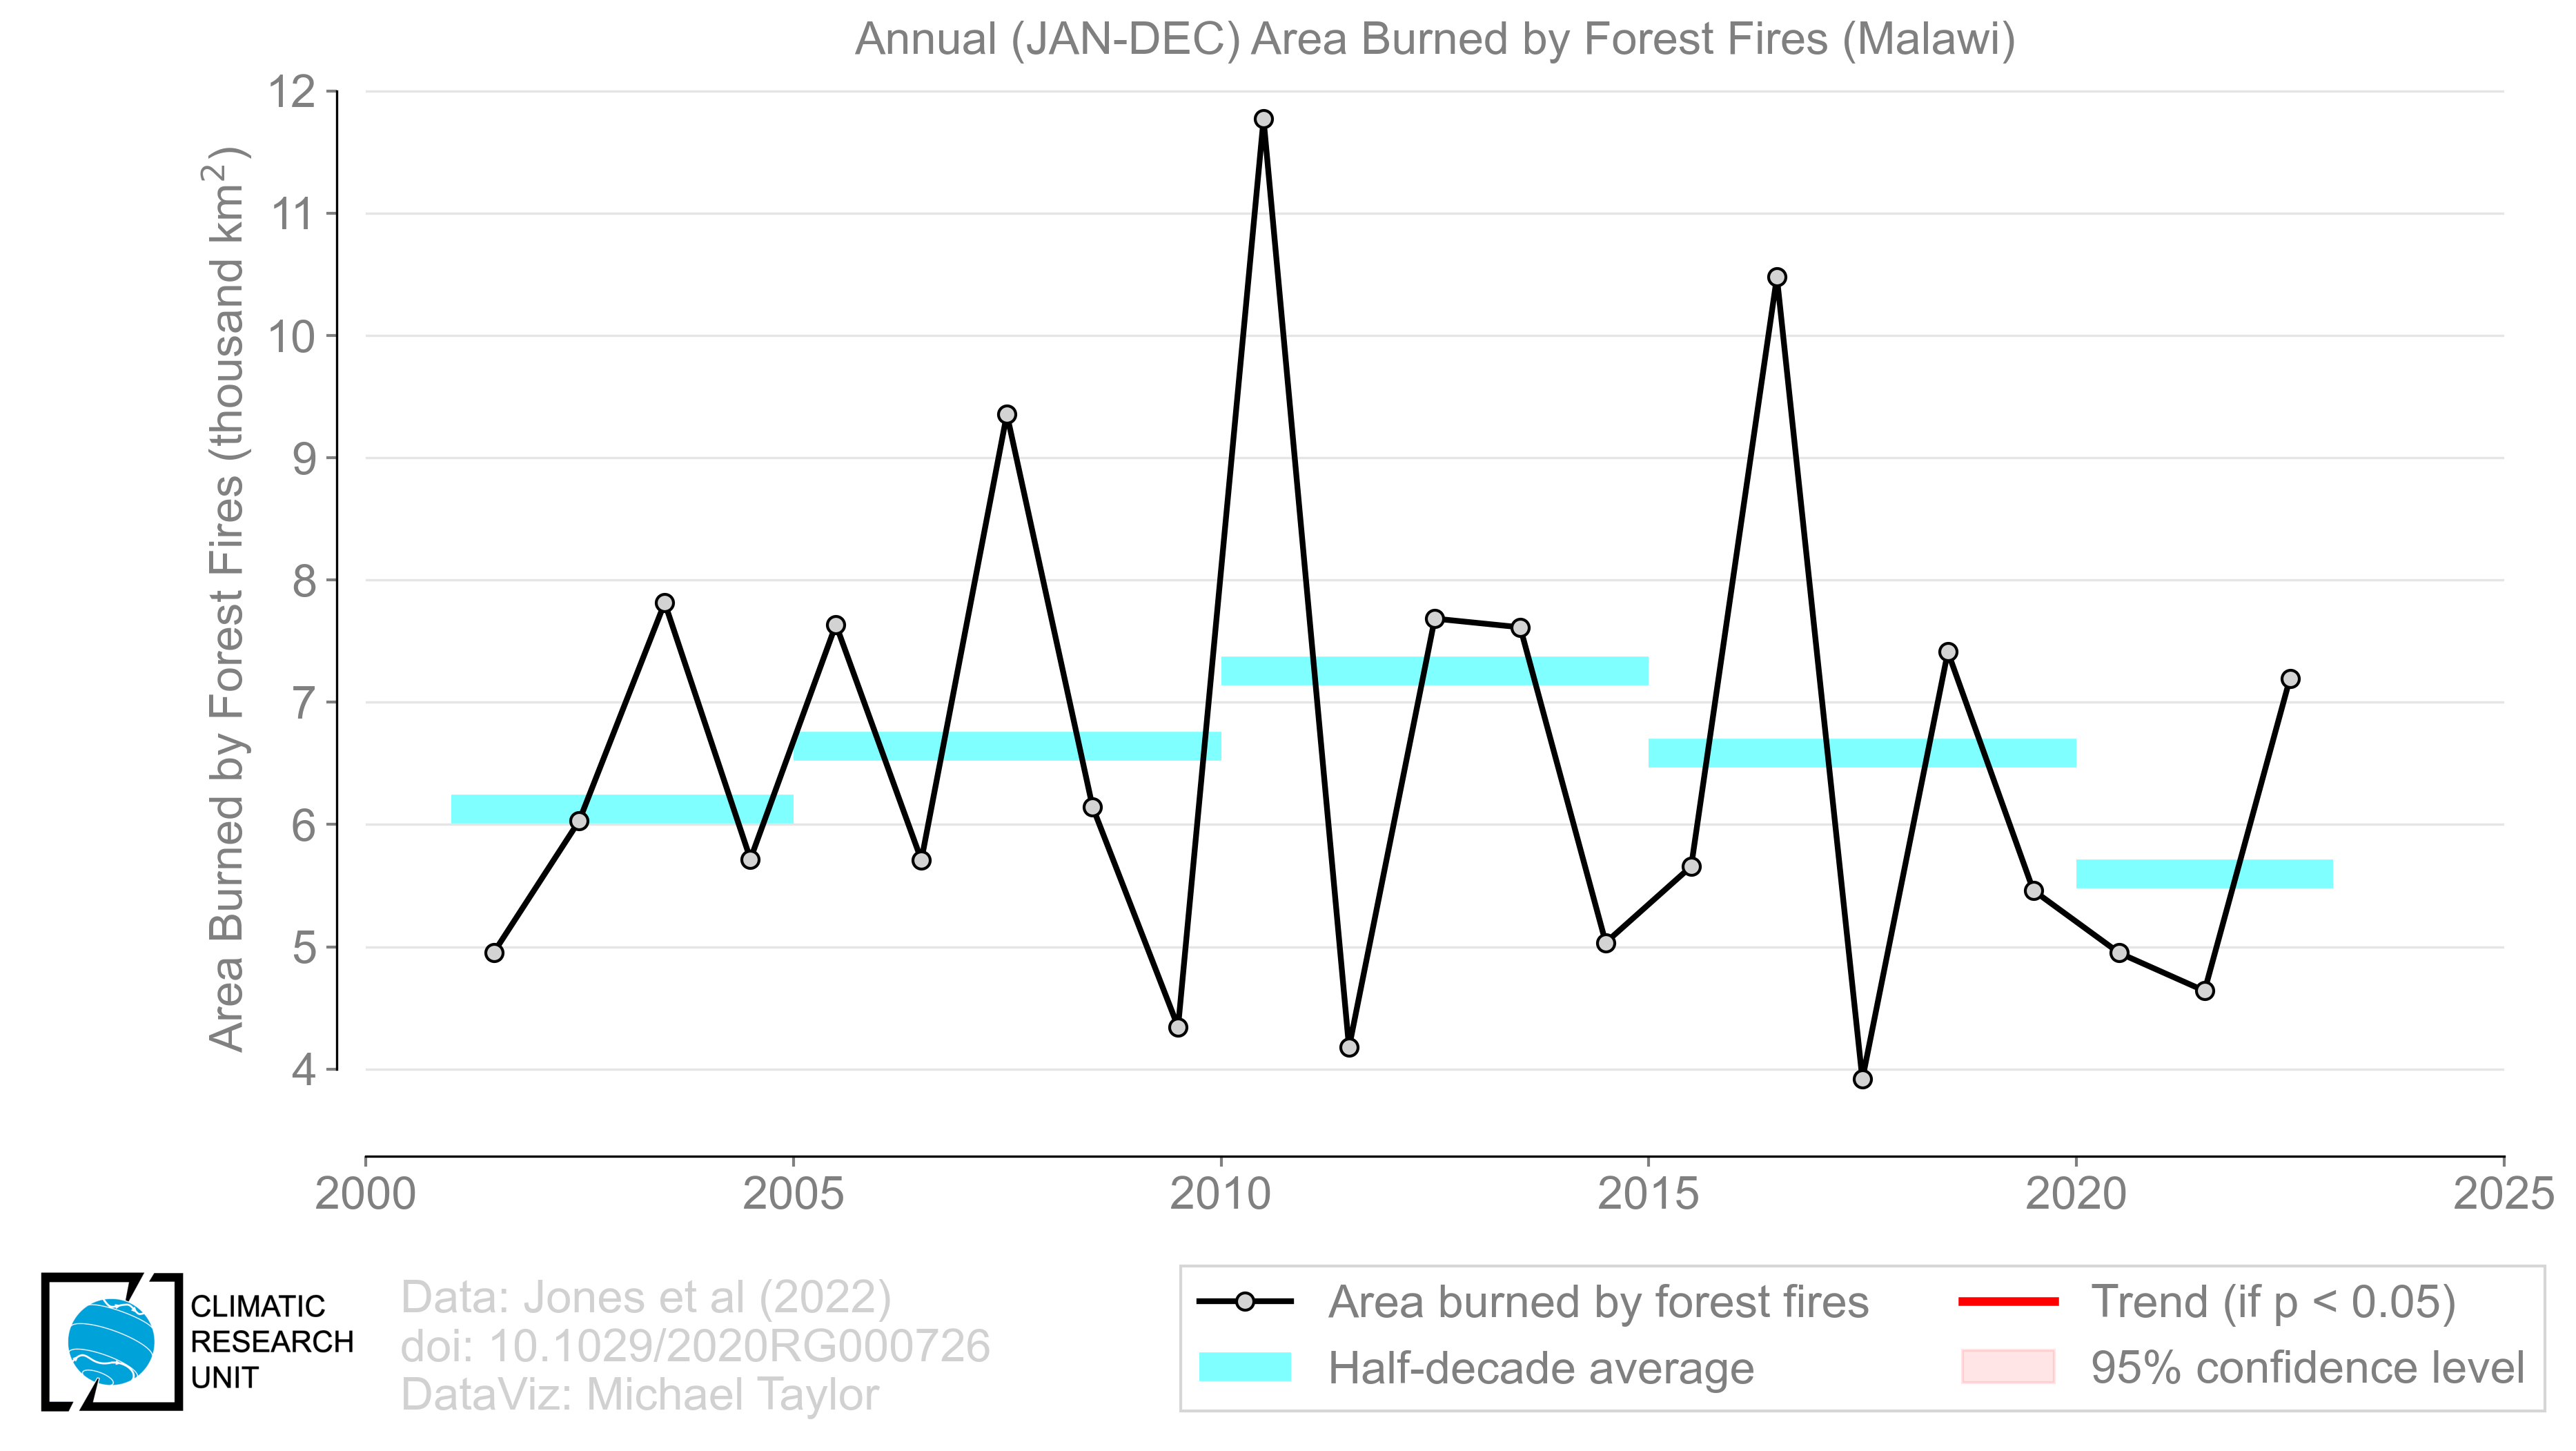 Annual (JAN-DEC) Area Burned by Forest Fires (Malawi)
Area Burned by Forest Fires (thousand km²)
12
11
10
9
8
7
6
5
4
2000 2005 2010 2015 2020 2025
CLIMATIC
RESEARCH
UNIT
Data: Jones et al (2022)
doi: 10.1029/2020RG000726
DataViz: Michael Taylor
Area burned by forest fires
Half-decade average
Trend (if p < 0.05)
95% confidence level